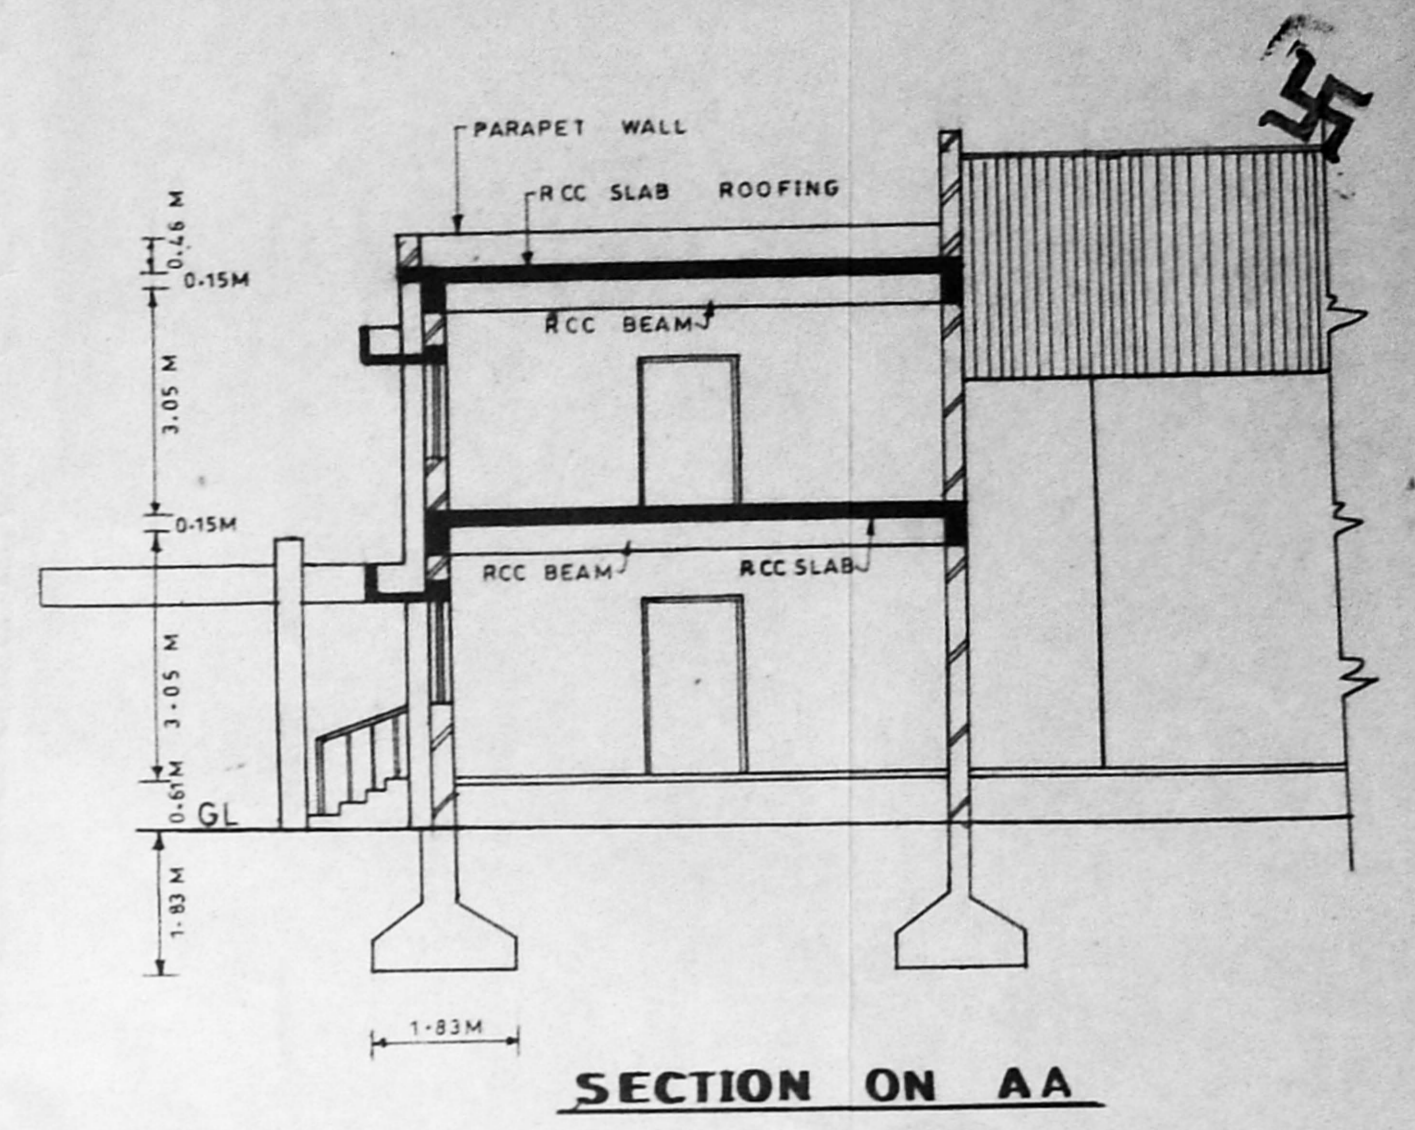 PARAPET WALL
RCC SLAB ROOFING
0.46 M
0.15M
RCC BEAM
3.05 M
0.15M
RCC BEAM
RCC SLAB
3.05 M
0.61M
GL
1.83 M
1.83M
SECTION ON AA